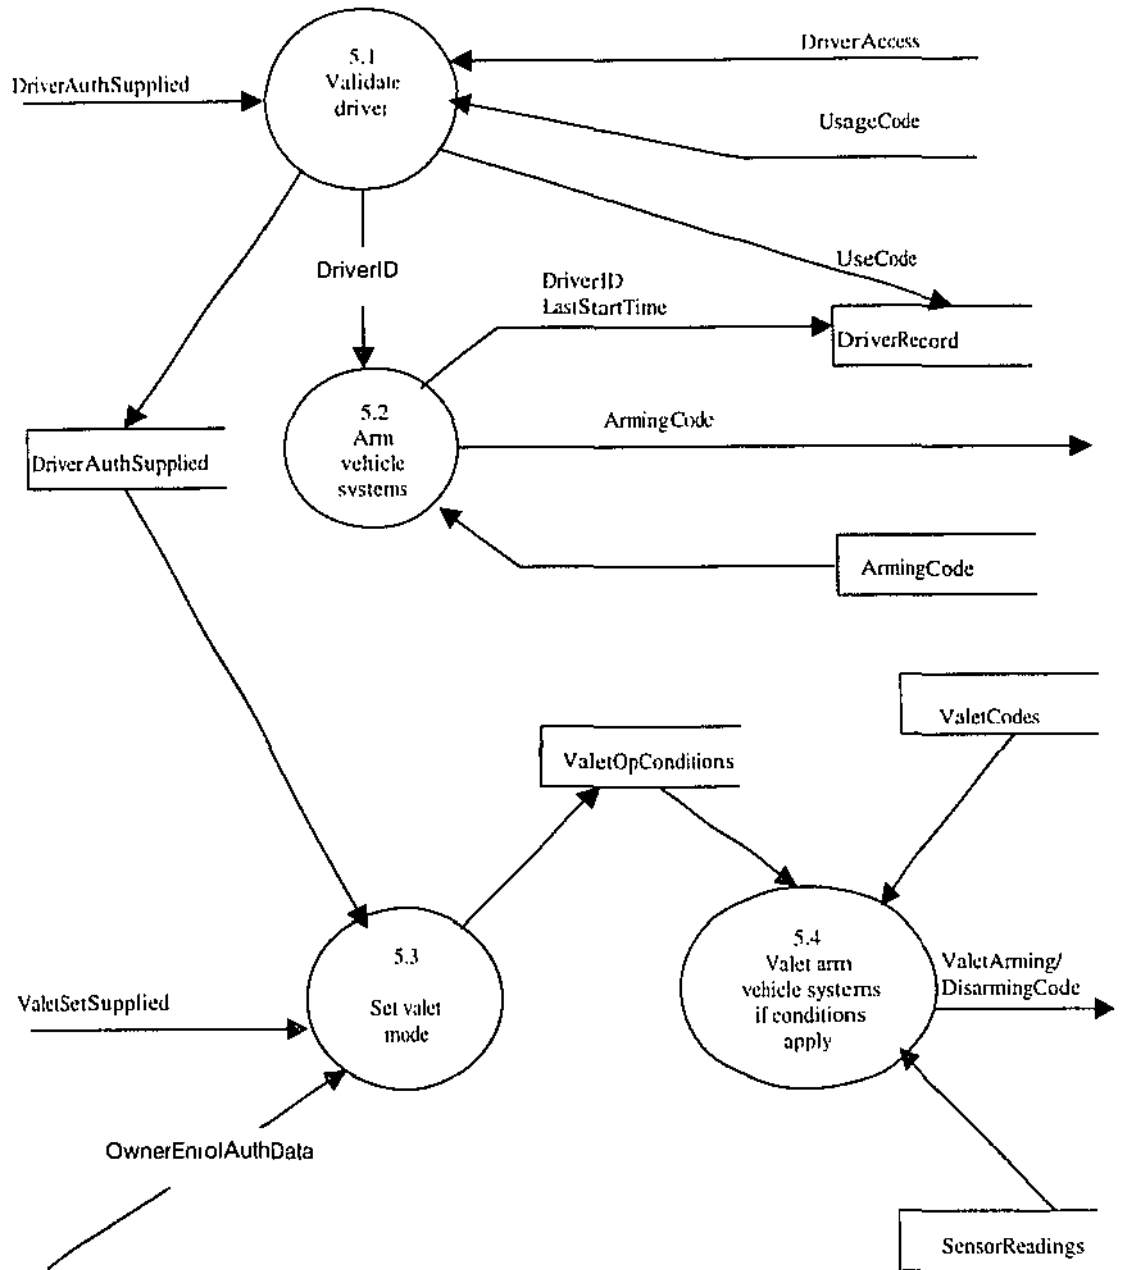 5.1
Validate
driver
DriverAccess
DriverAuthSupplied
UsageCode
UseCode
DriverID
DriverID
LastStartTime
DriverRecord
5.2
Arm
vehicle
systems
ArmingCode
DriverAuthSupplied
ArmingCode
ValetCodes
ValetOpConditions
5.3
Set valet
mode
5.4
Valet arm
vehicle systems
if conditions
apply
ValetArming/
DisarmingCode
ValetSetSupplied
OwnerEnrolAuthData
SensorReadings